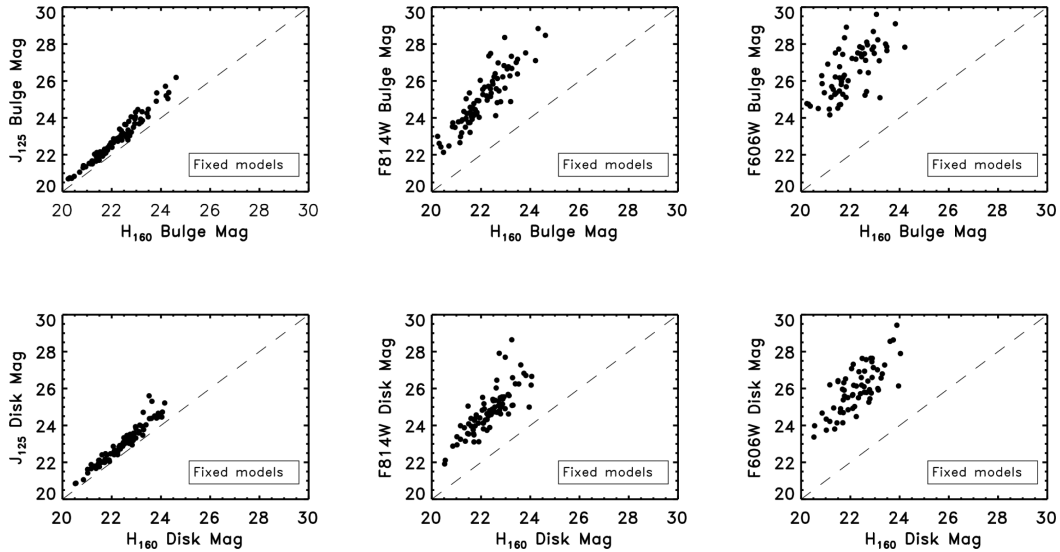 30
28
26
24
22
20
J₁₂₅ Bulge Mag
Fixed models
20 22 24 26 28 30
H₁₆₀ Bulge Mag
30
28
26
24
22
20
F814W Bulge Mag
Fixed models
20 22 24 26 28 30
H₁₆₀ Bulge Mag
30
28
26
24
22
20
F606W Bulge Mag
Fixed models
20 22 24 26 28 30
H₁₆₀ Bulge Mag
30
28
26
24
22
20
J₁₂₅ Disk Mag
Fixed models
20 22 24 26 28 30
H₁₆₀ Disk Mag
30
28
26
24
22
20
F814W Disk Mag
Fixed models
20 22 24 26 28 30
H₁₆₀ Disk Mag
30
28
26
24
22
20
F606W Disk Mag
Fixed models
20 22 24 26 28 30
H₁₆₀ Disk Mag